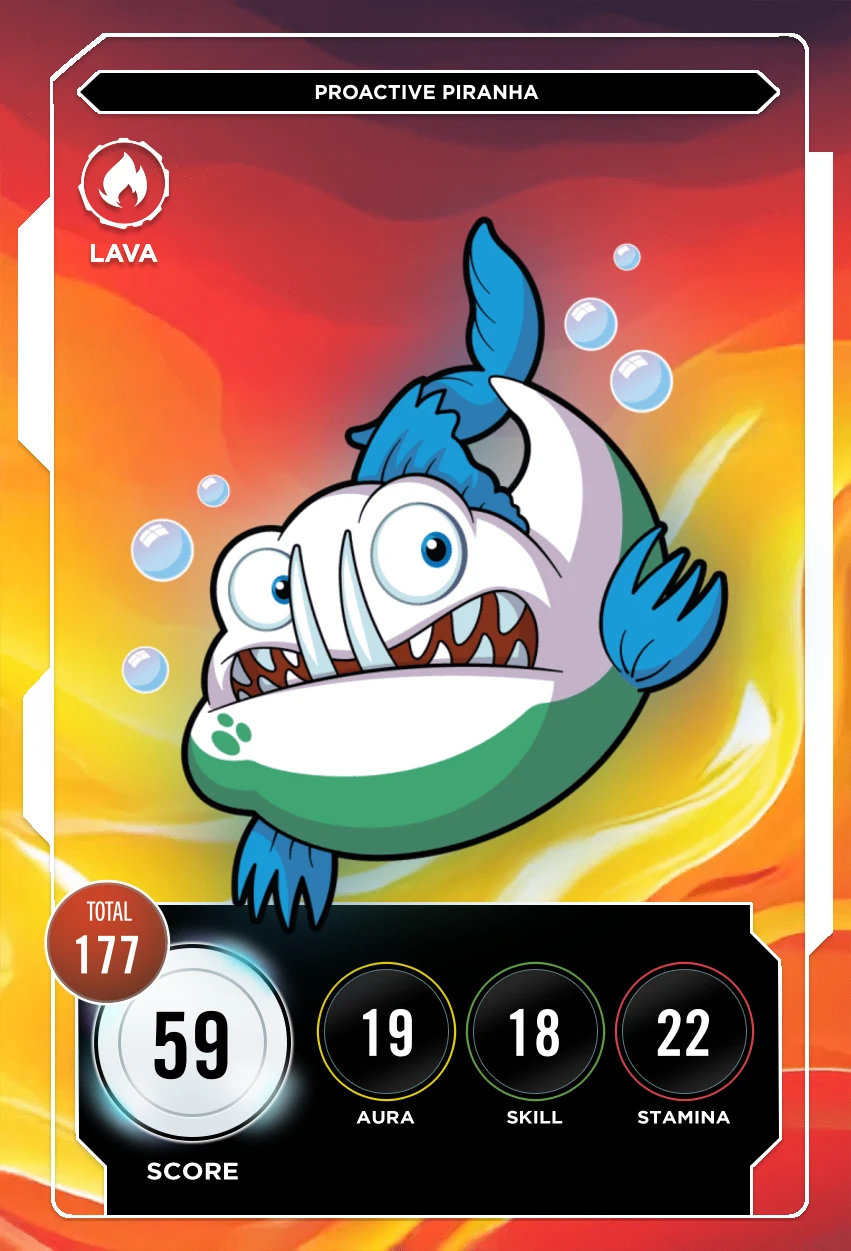 PROACTIVE PIRANHA
LAVA
TOTAL
177
59
SCORE
19
AURA
18
SKILL
22
STAMINA